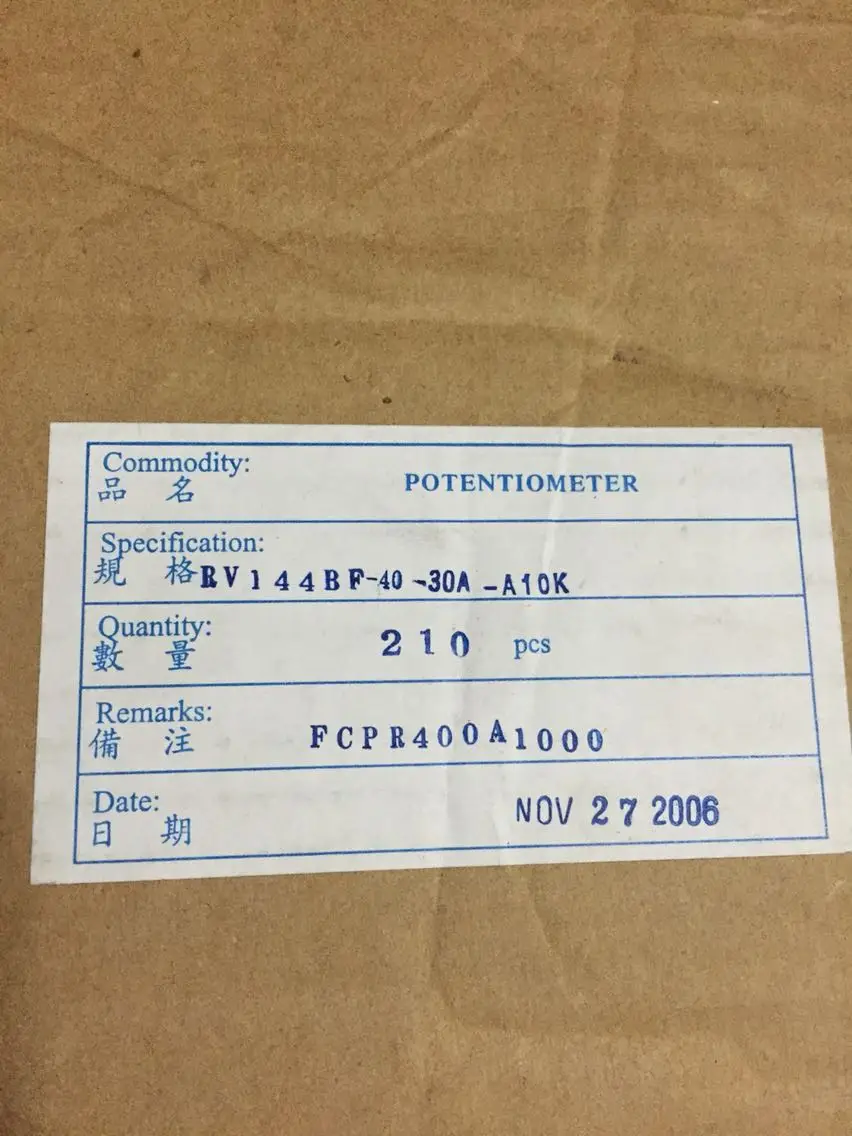 Commodity:
品 名 POTENTIOMETER
Specification:
規 格 RV144BF-40-30A-A10K
Quantity:
數 量 210 pcs
Remarks:
備 注 FCPR400A1000
Date:
日 期 NOV 27 2006